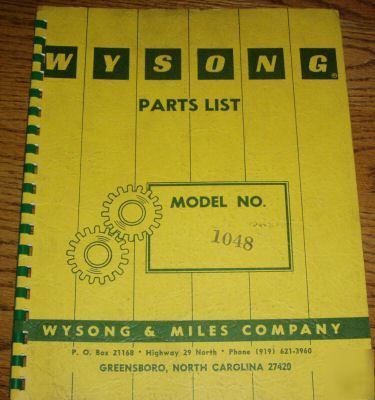 WYSONG®
PARTS LIST
MODEL NO.
1048
WYSONG & MILES COMPANY
P. O. Box 21168 • Highway 29 North • Phone (919) 621-3960
GREENSBORO, NORTH CAROLINA 27420